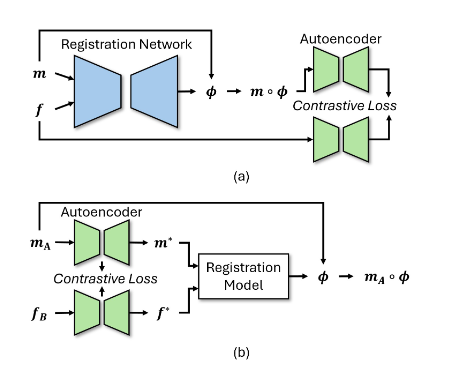 Registration Network
Autoencoder
m
f
ϕ
m ∘ ϕ
Contrastive Loss
(a)
Autoencoder
m_A
m*
Contrastive Loss
Registration
Model
ϕ
m_A ∘ ϕ
f_B
f*
(b)